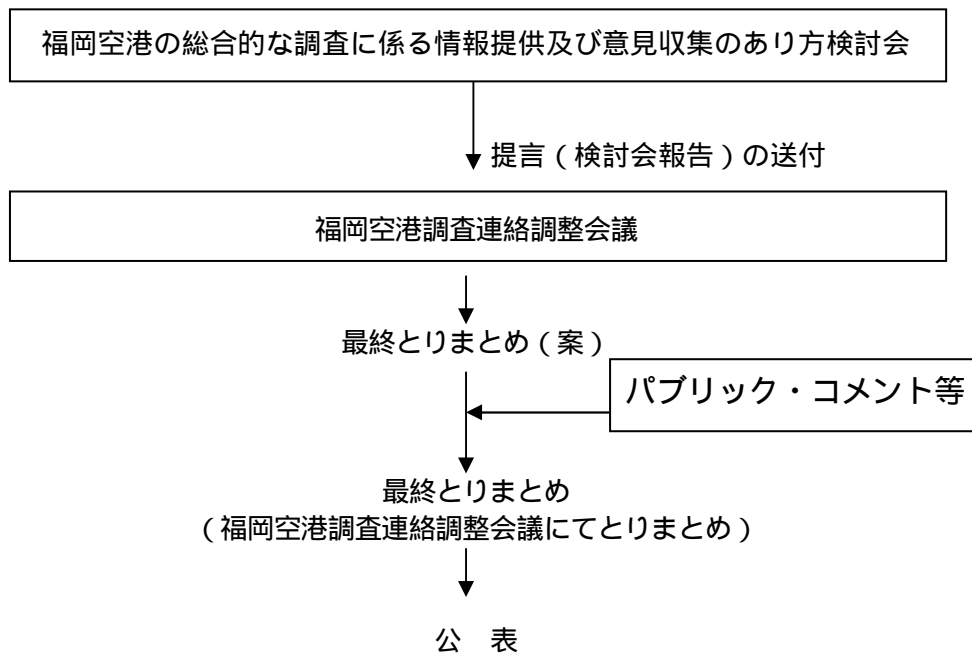 福岡空港の総合的な調査に係る情報提供及び意見収集のあり方検討会
提言（検討会報告）の送付
福岡空港調査連絡調整会議
最終とりまとめ（案）
パブリック・コメント等
最終とりまとめ
（福岡空港調査連絡調整会議にてとりまとめ）
公　表